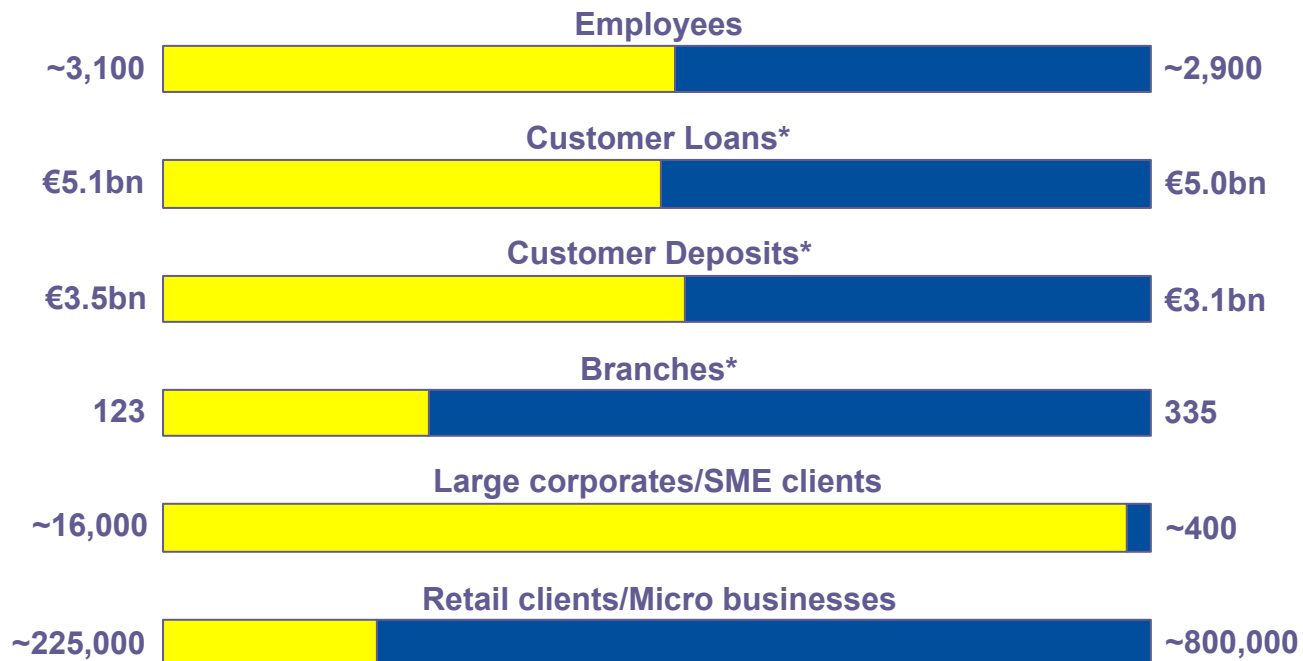 Employees
~3,100 ~2,900
Customer Loans*
€5.1bn €5.0bn
Customer Deposits*
€3.5bn €3.1bn
Branches*
123 335
Large corporates/SME clients
~16,000 ~400
Retail clients/Micro businesses
~225,000 ~800,000